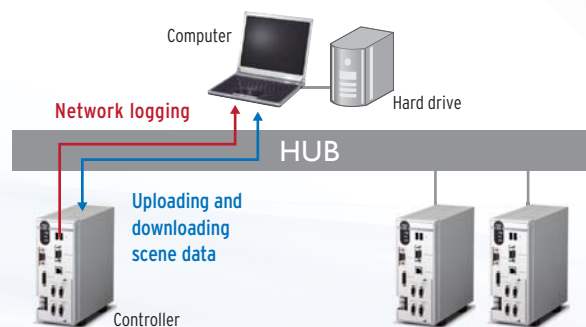 Computer
Hard drive
Network logging
HUB
Uploading and
downloading
scene data
Controller